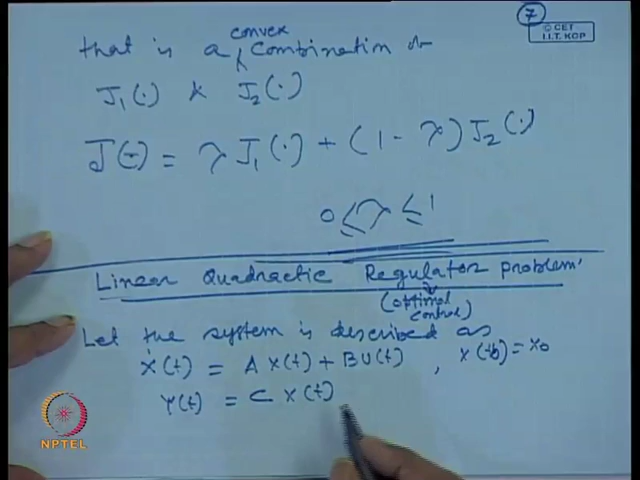 7
© CET
I.I.T. KGP
that is a convex combination of
J₁(·) & J₂(·)
J(·) = λ J₁(·) + (1 - λ) J₂(·)
0 ≤ λ ≤ 1
Linear Quadractic Regulator problem
(optimal control)
Let the system is described as
Ẋ(t) = A X(t) + B U(t) , X(t₀) = X₀
Y(t) = C X(t)
NPTEL